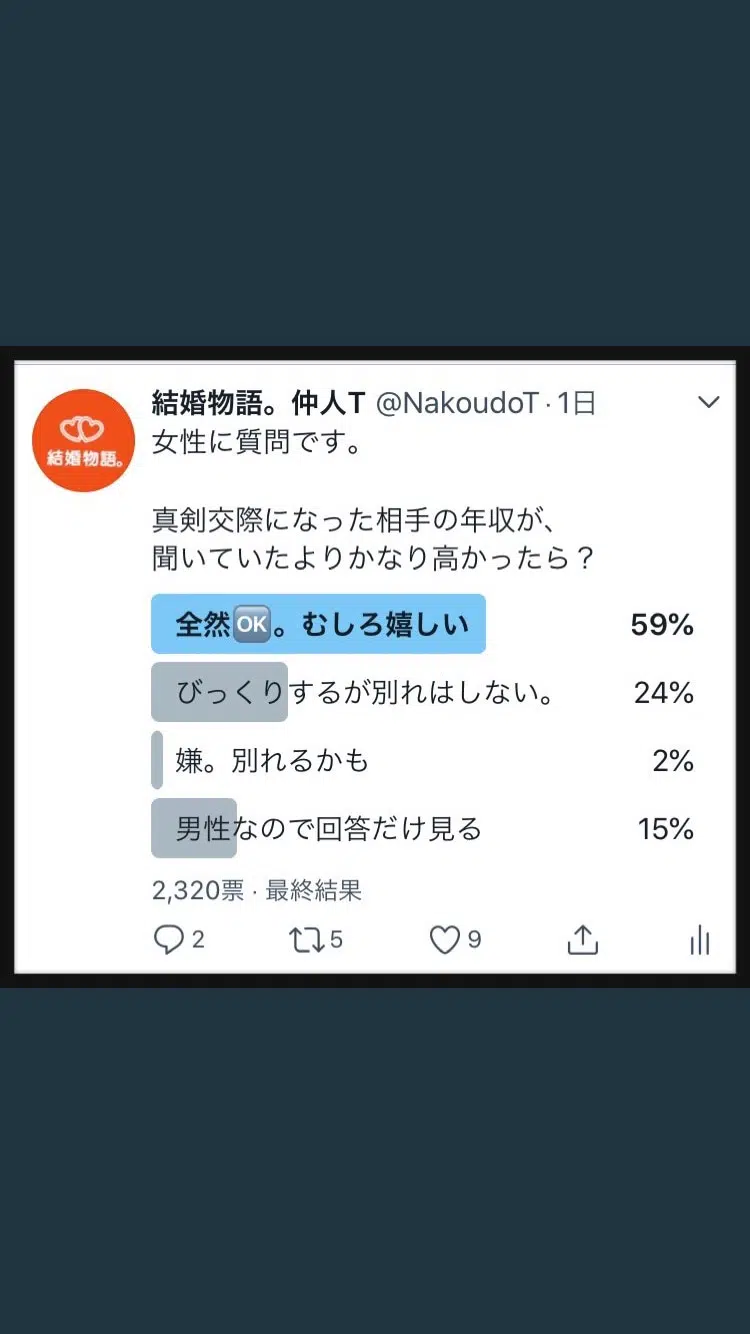 結婚物語。
結婚物語。仲人T @NakoudoT · 1日
女性に質問です。
真剣交際になった相手の年収が、
聞いていたよりかなり高かったら？
全然🆗。むしろ嬉しい 59%
びっくりするが別れはしない。 24%
嫌。別れるかも 2%
男性なので回答だけ見る 15%
2,320票 · 最終結果
2 5 9